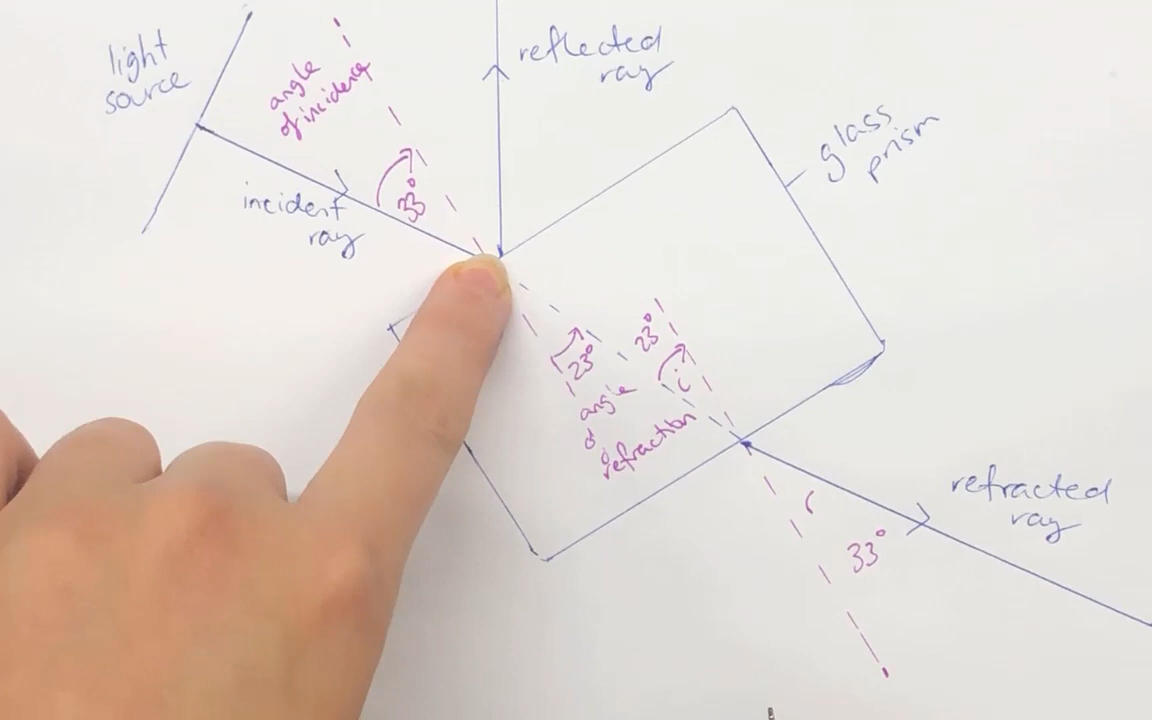 light
source
angle
of incidence
33°
incident
ray
reflected
ray
glass
prism
23°
angle
of
refraction
23°
i
r
33°
refracted
ray